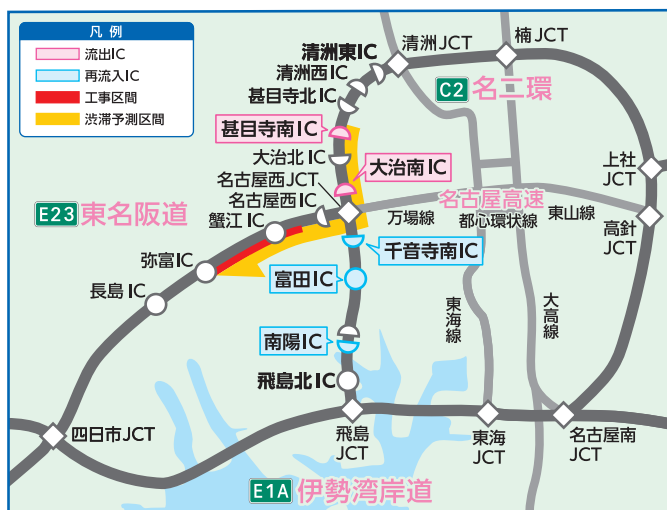 凡例
流出IC
再流入IC
工事区間
渋滞予測区間
清洲東IC
清洲西IC
甚目寺北IC
清洲JCT
楠JCT
C2 名二環
甚目寺南IC
大治北IC
大治南IC
名古屋西JCT
名古屋西IC
上社
JCT
E23 東名阪道
蟹江IC
名古屋高速
万場線
都心環状線
東山線
高針
JCT
弥富IC
千音寺南IC
長島IC
富田IC
東海線
大高線
南陽IC
飛島北IC
四日市JCT
飛島
JCT
東海
JCT
名古屋南
JCT
E1A 伊勢湾岸道